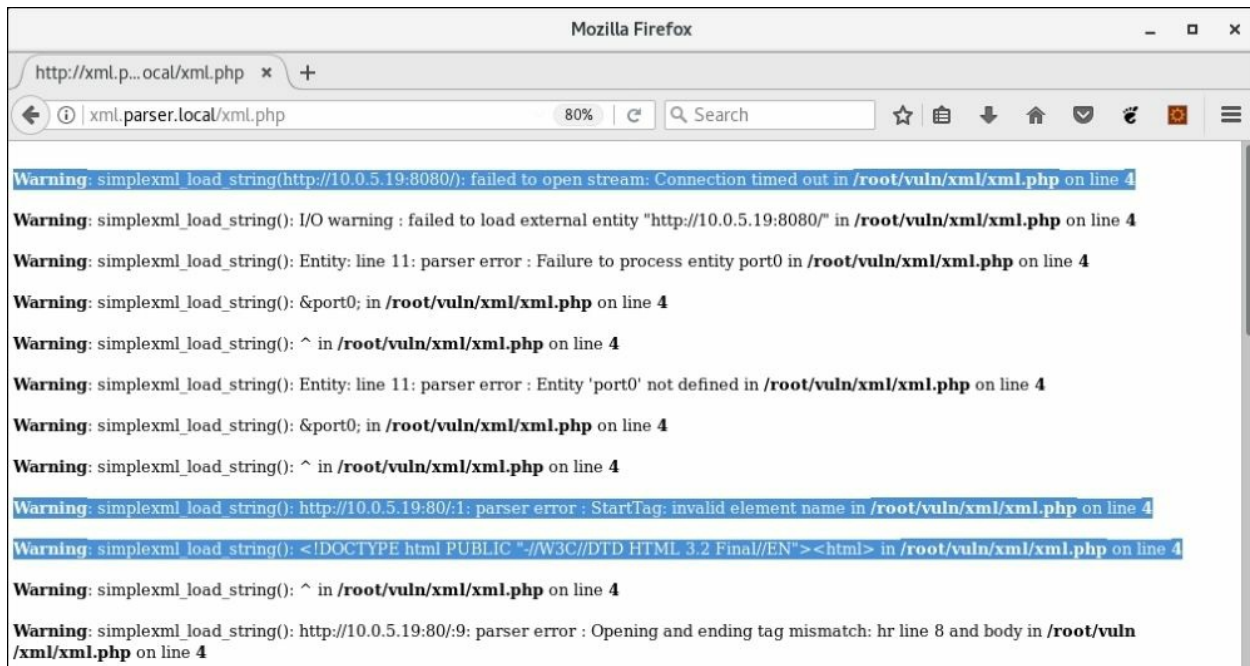 Mozilla Firefox
http://xml.p...ocal/xml.php
xml.parser.local/xml.php 80% Search
Warning: simplexml_load_string(http://10.0.5.19:8080/): failed to open stream: Connection timed out in /root/vuln/xml/xml.php on line 4
Warning: simplexml_load_string(): I/O warning : failed to load external entity "http://10.0.5.19:8080/" in /root/vuln/xml/xml.php on line 4
Warning: simplexml_load_string(): Entity: line 11: parser error : Failure to process entity port0 in /root/vuln/xml/xml.php on line 4
Warning: simplexml_load_string(): &port0; in /root/vuln/xml/xml.php on line 4
Warning: simplexml_load_string(): ^ in /root/vuln/xml/xml.php on line 4
Warning: simplexml_load_string(): Entity: line 11: parser error : Entity 'port0' not defined in /root/vuln/xml/xml.php on line 4
Warning: simplexml_load_string(): &port0; in /root/vuln/xml/xml.php on line 4
Warning: simplexml_load_string(): ^ in /root/vuln/xml/xml.php on line 4
Warning: simplexml_load_string(): http://10.0.5.19:80/:1: parser error : StartTag: invalid element name in /root/vuln/xml/xml.php on line 4
Warning: simplexml_load_string(): <!DOCTYPE html PUBLIC "-//W3C//DTD HTML 3.2 Final//EN"><html> in /root/vuln/xml/xml.php on line 4
Warning: simplexml_load_string(): ^ in /root/vuln/xml/xml.php on line 4
Warning: simplexml_load_string(): http://10.0.5.19:80/:9: parser error : Opening and ending tag mismatch: hr line 8 and body in /root/vuln
/xml/xml.php on line 4